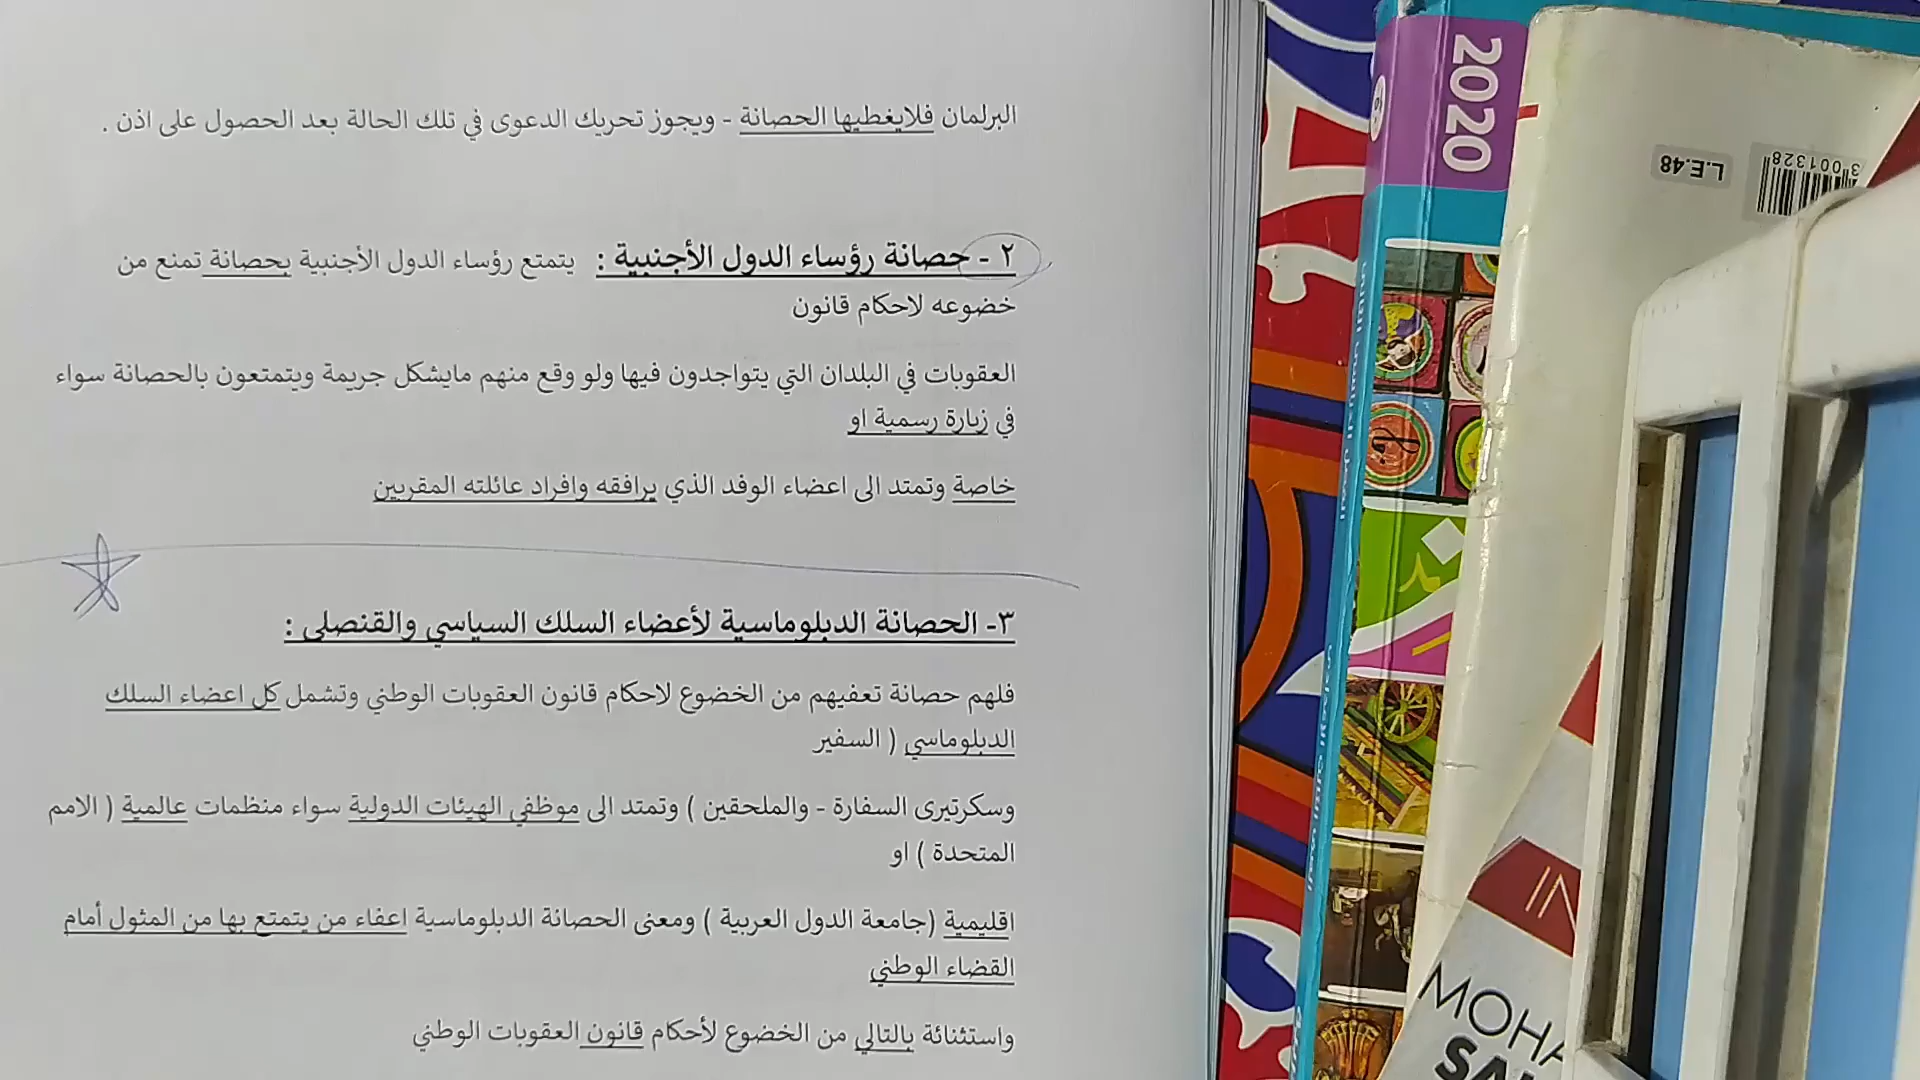 البرلمان فلايغطيها الحصانة - ويجوز تحريك الدعوى في تلك الحالة بعد الحصول على اذن .
٢ - حصانة رؤساء الدول الأجنبية : يتمتع رؤساء الدول الأجنبية بحصانة تمنع من
خضوعه لاحكام قانون
العقوبات في البلدان التي يتواجدون فيها ولو وقع منهم مايشكل جريمة ويتمتعون بالحصانة سواء
في زيارة رسمية او
خاصة وتمتد الى اعضاء الوفد الذي يرافقه وافراد عائلته المقربين
٣- الحصانة الدبلوماسية لأعضاء السلك السياسي والقنصلى :
فلهم حصانة تعفيهم من الخضوع لاحكام قانون العقوبات الوطني وتشمل كل اعضاء السلك
الدبلوماسي ( السفير
وسكرتيرى السفارة - والملحقين ) وتمتد الى موظفي الهيئات الدولية سواء منظمات عالمية ( الامم
المتحدة ) او
اقليمية (جامعة الدول العربية ) ومعنى الحصانة الدبلوماسية اعفاء من يتمتع بها من المثول أمام
القضاء الوطني
واستثنائة بالتالي من الخضوع لأحكام قانون العقوبات الوطني
2020
L.E.48
3-001328